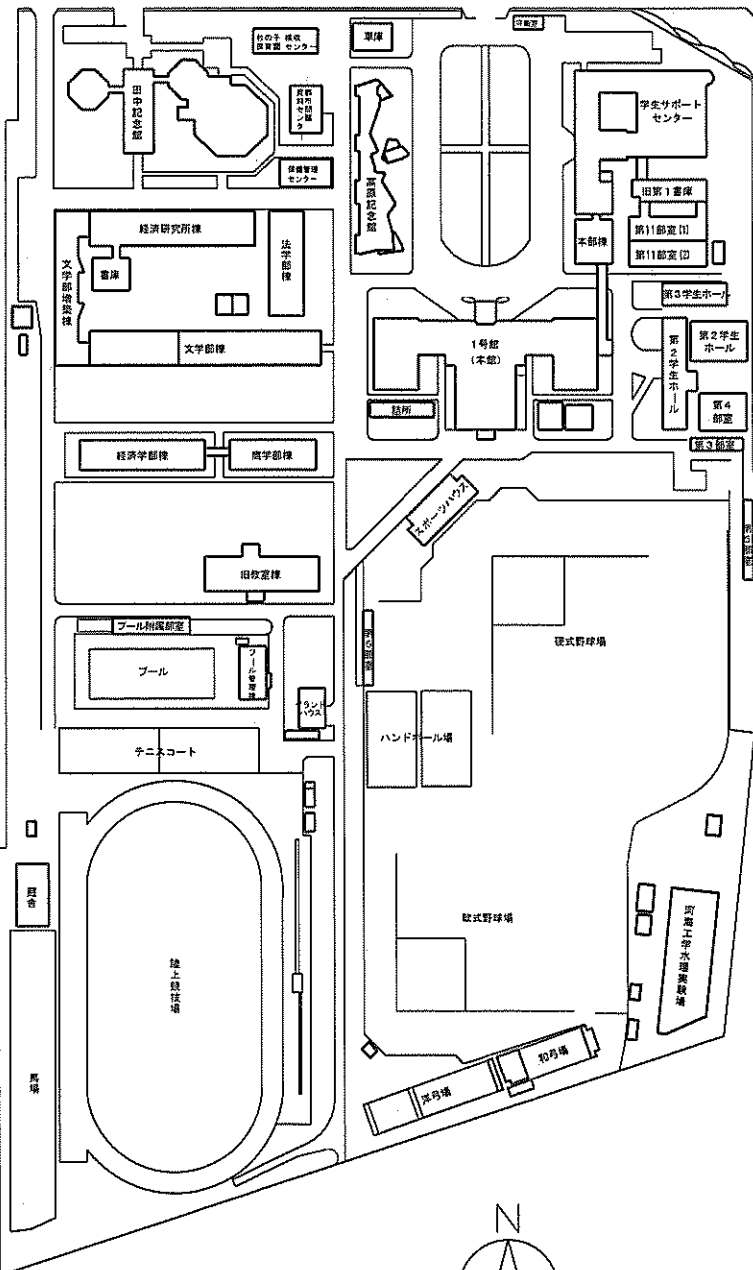 守衛室
車庫
田中記念館
学生サポート
センター
保健管理
センター
高原記念館
旧第1書庫
経済研究所棟
法学部棟
本部棟
第11部室(1)
第11部室(2)
文学部増築棟
書庫
第3学生ホール
文学部棟
1号館
(本館)
第2学生ホール
第2学生
ホール
詰所
第4
部室
第3部室
経済学部棟
商学部棟
スポーツハウス
旧教室棟
プール附属部室
硬式野球場
プール
プール管理棟
グランド
ハウス
ハンドボール場
テニスコート
厩舎
軟式野球場
河海工学水理実験場
陸上競技場
和弓場
馬場
洋弓場
N